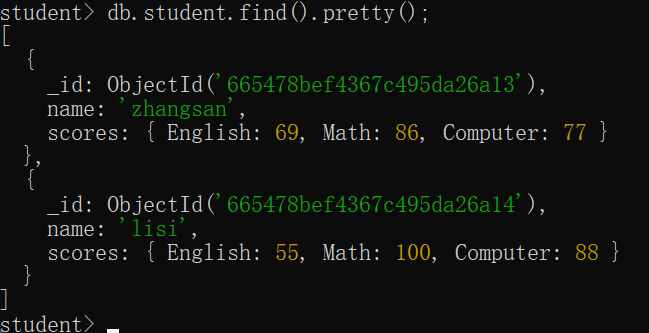 student> db.student.find().pretty();
[
  {
    _id: ObjectId('665478bef4367c495da26a13'),
    name: 'zhangsan',
    scores: { English: 69, Math: 86, Computer: 77 }
  },
  {
    _id: ObjectId('665478bef4367c495da26a14'),
    name: 'lisi',
    scores: { English: 55, Math: 100, Computer: 88 }
  }
]
student>